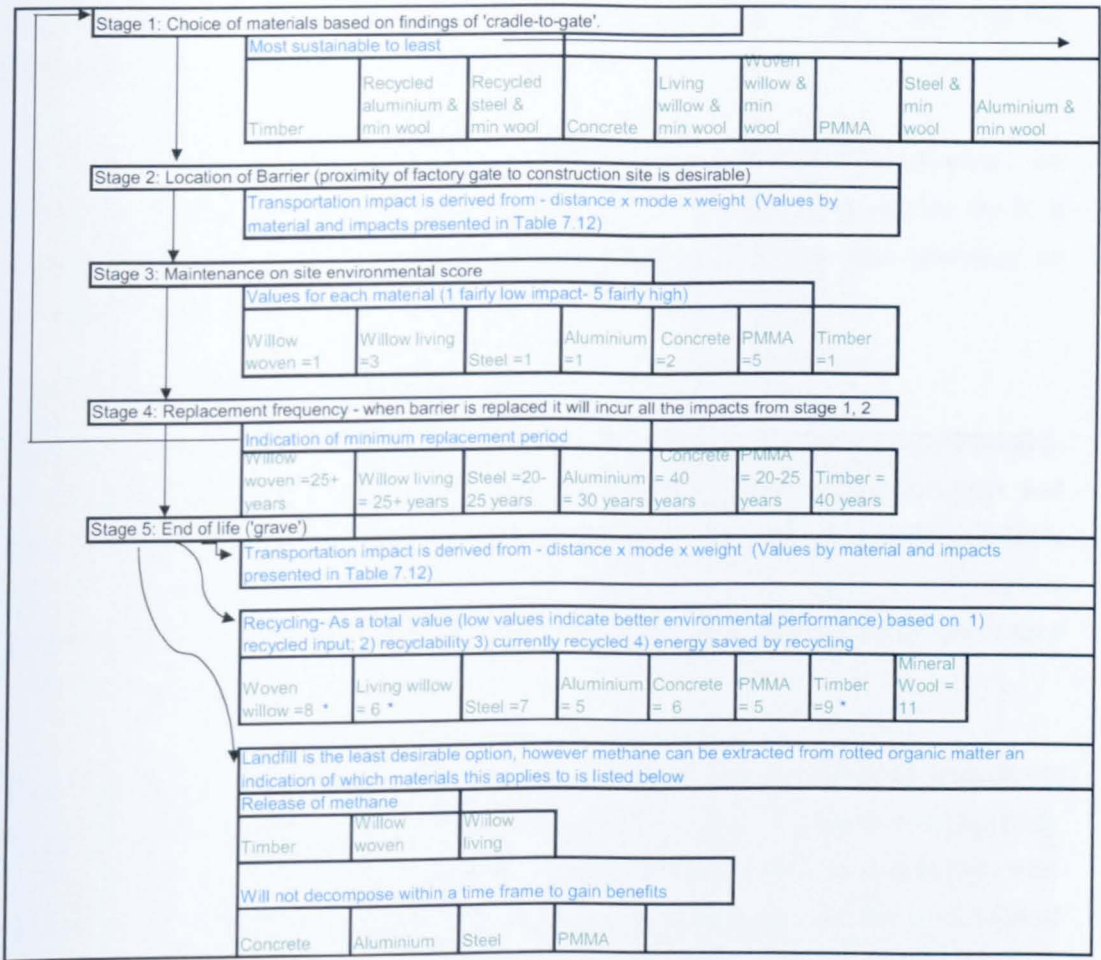 Stage 1: Choice of materials based on findings of 'cradle-to-gate'.
Most sustainable to least
Timber
Recycled
aluminium &
min wool
Recycled
steel &
min wool
Concrete
Living
willow &
min wool
Woven
willow &
min
wool
PMMA
Steel &
min
wool
Aluminium &
min wool
Stage 2: Location of Barrier (proximity of factory gate to construction site is desirable)
Transportation impact is derived from - distance x mode x weight (Values by
material and impacts presented in Table 7.12)
Stage 3: Maintenance on site environmental score
Values for each material (1 fairly low impact- 5 fairly high)
Willow
woven =1
Willow living
=3
Steel =1
Aluminium
=1
Concrete
=2
PMMA
=5
Timber
=1
Stage 4: Replacement frequency - when barrier is replaced it will incur all the impacts from stage 1, 2
Indication of minimum replacement period
Willow
woven =25+
years
Willow living
= 25+ years
Steel =20-
25 years
Aluminium
= 30 years
Concrete
= 40
years
PMMA
= 20-25
years
Timber =
40 years
Stage 5: End of life ('grave')
Transportation impact is derived from - distance x mode x weight (Values by material and impacts
presented in Table 7.12)
Recycling- As a total value (low values indicate better environmental performance) based on 1)
recycled input; 2) recyclability 3) currently recycled 4) energy saved by recycling
Woven
willow =8 *
Living willow
= 6 *
Steel =7
Aluminium
= 5
Concrete
= 6
PMMA
= 5
Timber
=9 *
Mineral
Wool =
11
Landfill is the least desirable option, however methane can be extracted from rotted organic matter an
indication of which materials this applies to is listed below
Release of methane
Timber
Willow
woven
Willow
living
Will not decompose within a time frame to gain benefits
Concrete
Aluminium
Steel
PMMA